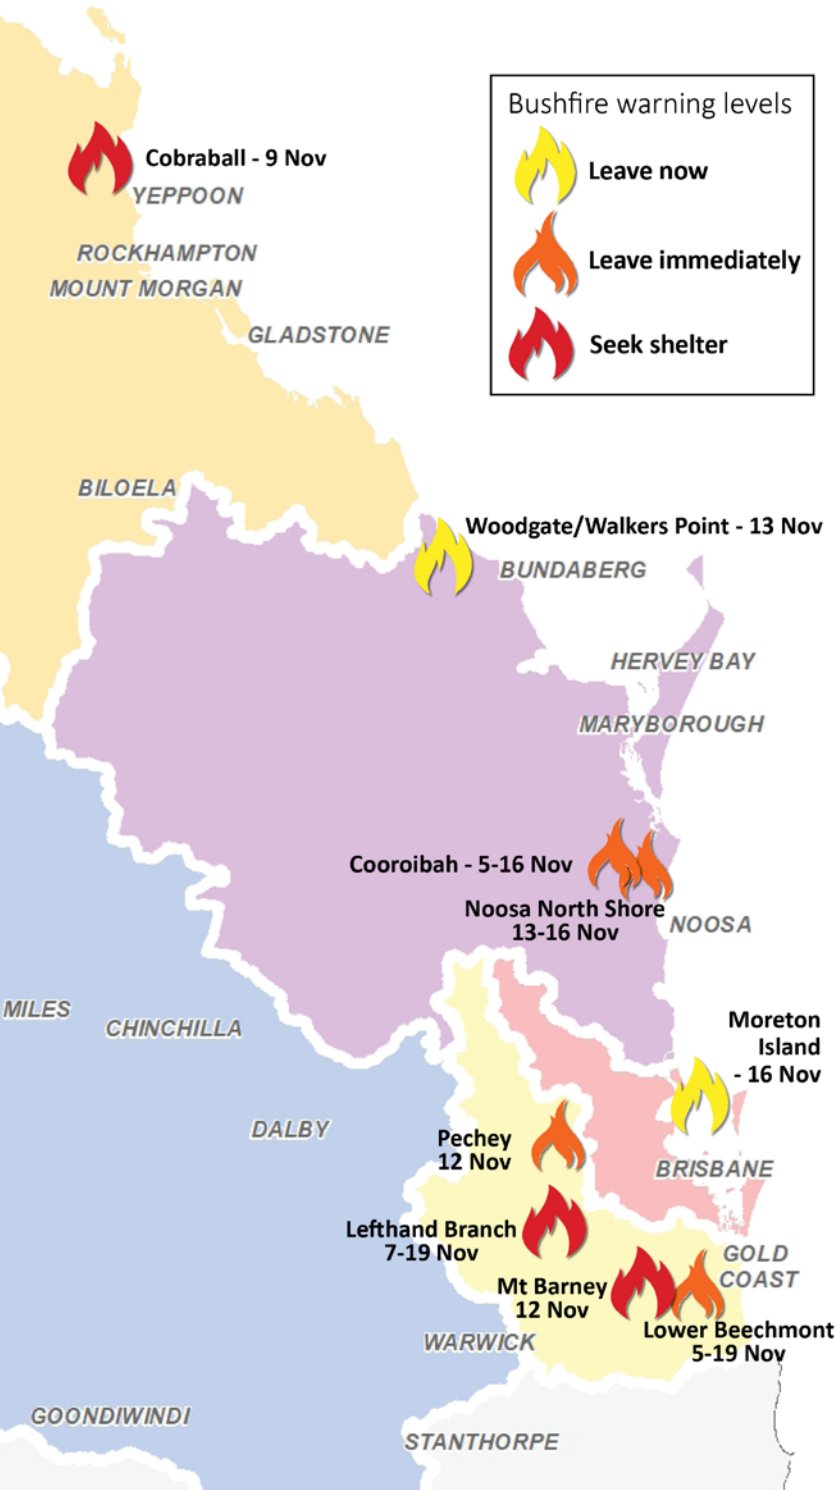 Bushfire warning levels
Leave now
Leave immediately
Seek shelter
Cobraball - 9 Nov
YEPPOON
ROCKHAMPTON
MOUNT MORGAN
GLADSTONE
BILOELA
Woodgate/Walkers Point - 13 Nov
BUNDABERG
HERVEY BAY
MARYBOROUGH
Cooroibah - 5-16 Nov
Noosa North Shore
13-16 Nov
NOOSA
MILES
CHINCHILLA
Moreton
Island
- 16 Nov
DALBY
Pechey
12 Nov
BRISBANE
Lefthand Branch
7-19 Nov
GOLD
COAST
Mt Barney
12 Nov
Lower Beechmont
5-19 Nov
WARWICK
GOONDIWINDI
STANTHORPE